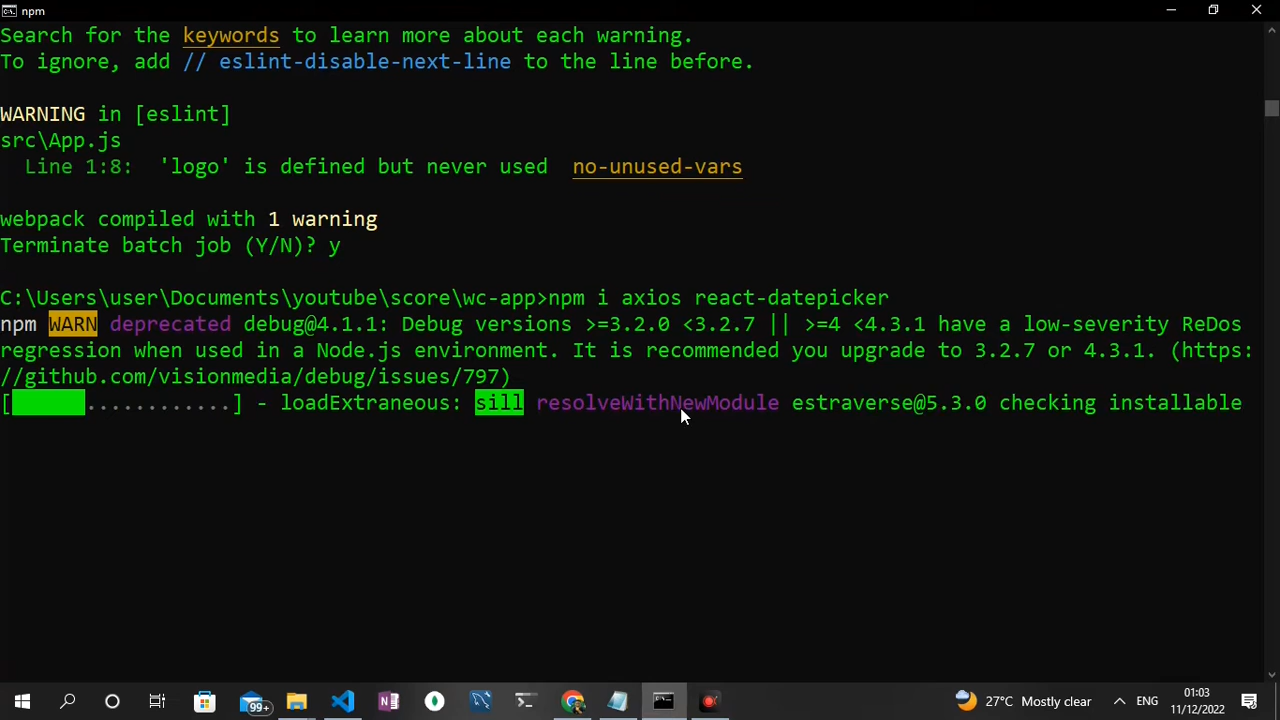 npm
Search for the keywords to learn more about each warning.
To ignore, add // eslint-disable-next-line to the line before.
WARNING in [eslint]
src\App.js
Line 1:8: 'logo' is defined but never used no-unused-vars
webpack compiled with 1 warning
Terminate batch job (Y/N)? y
C:\Users\user\Documents\youtube\score\wc-app>npm i axios react-datepicker
npm WARN deprecated debug@4.1.1: Debug versions >=3.2.0 <3.2.7 || >=4 <4.3.1 have a low-severity ReDos
regression when used in a Node.js environment. It is recommended you upgrade to 3.2.7 or 4.3.1. (https:
//github.com/visionmedia/debug/issues/797)
[ ............] - loadExtraneous: sill resolveWithNewModule estraverse@5.3.0 checking installable
99+
27°C Mostly clear
ENG
01:03
11/12/2022